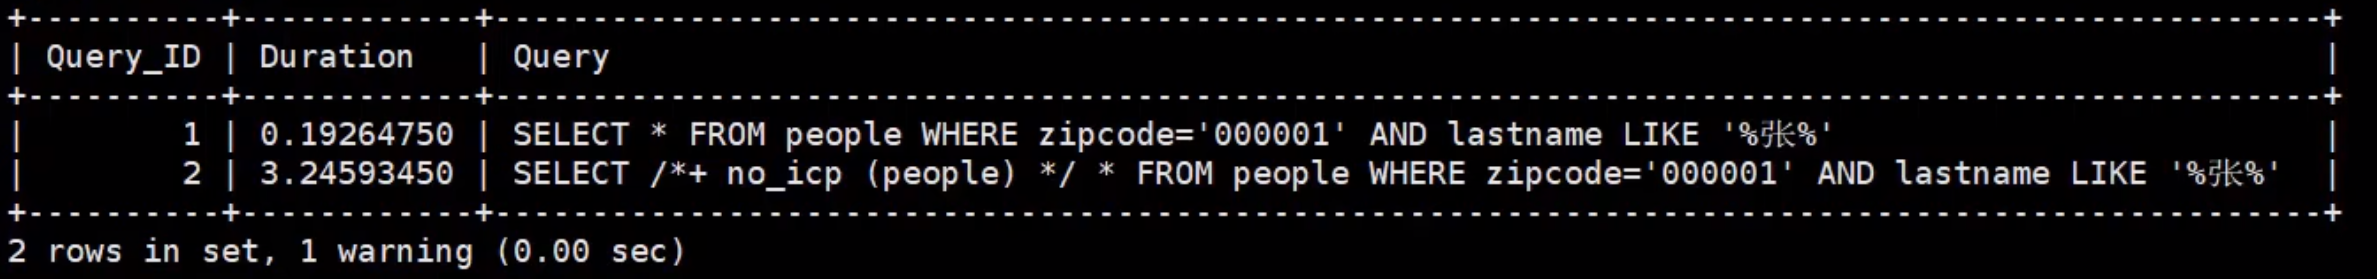 +----------+------------+----------------------------------------------------------------------------------------------+
| Query_ID | Duration   | Query                                                                                        |
+----------+------------+----------------------------------------------------------------------------------------------+
|        1 | 0.19264750 | SELECT * FROM people WHERE zipcode='000001' AND lastname LIKE '%张%'                         |
|        2 | 3.24593450 | SELECT /*+ no_icp (people) */ * FROM people WHERE zipcode='000001' AND lastname LIKE '%张%'  |
+----------+------------+----------------------------------------------------------------------------------------------+
2 rows in set, 1 warning (0.00 sec)